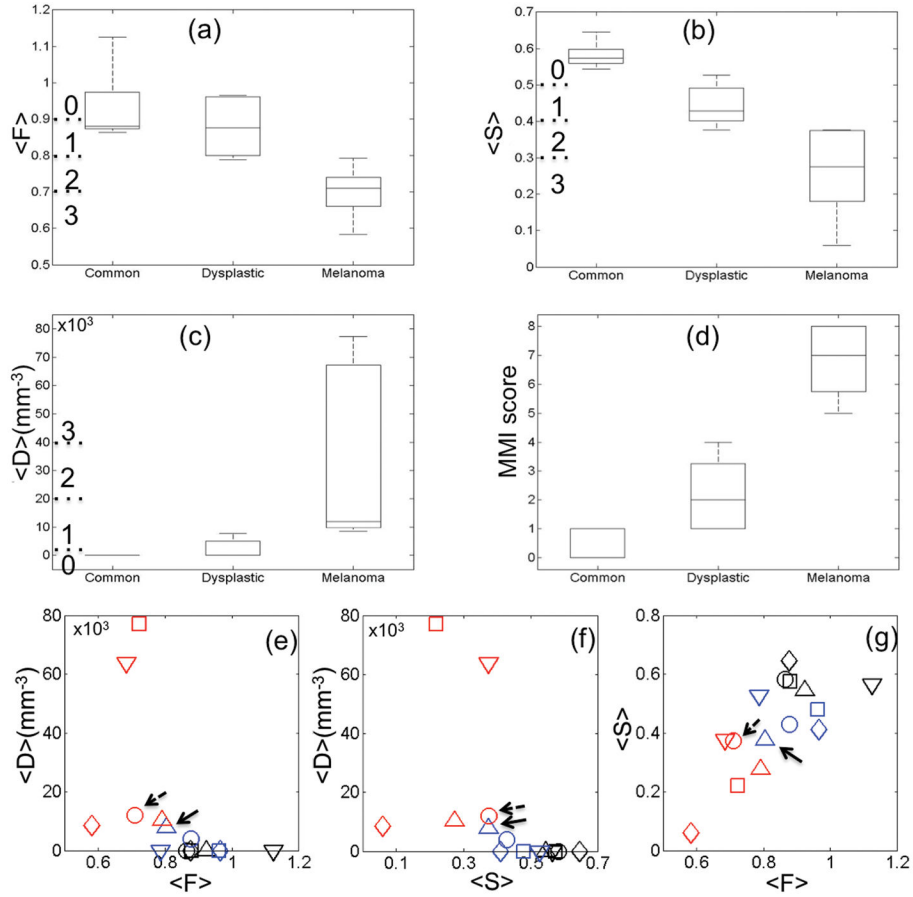 (a)
<F>
1.2
1.1
1
0.9
0.8
0.7
0.6
0.5
0
1
2
3
Common Dysplastic Melanoma
(b)
<S>
0.7
0.6
0.5
0.4
0.3
0.2
0.1
0
0
1
2
3
Common Dysplastic Melanoma
(c)
x10³
<D>(mm⁻³)
80
70
60
50
40
30
20
10
0
3
2
1
0
Common Dysplastic Melanoma
(d)
MMI score
8
7
6
5
4
3
2
1
0
Common Dysplastic Melanoma
(e)
x10³
<D>(mm⁻³)
80
60
40
20
0
0.6 0.8 1 1.2
<F>
(f)
x10³
<D>(mm⁻³)
80
60
40
20
0
0.1 0.3 0.5 0.7
<S>
(g)
<S>
0.8
0.6
0.4
0.2
0
0.6 0.8 1 1.2
<F>